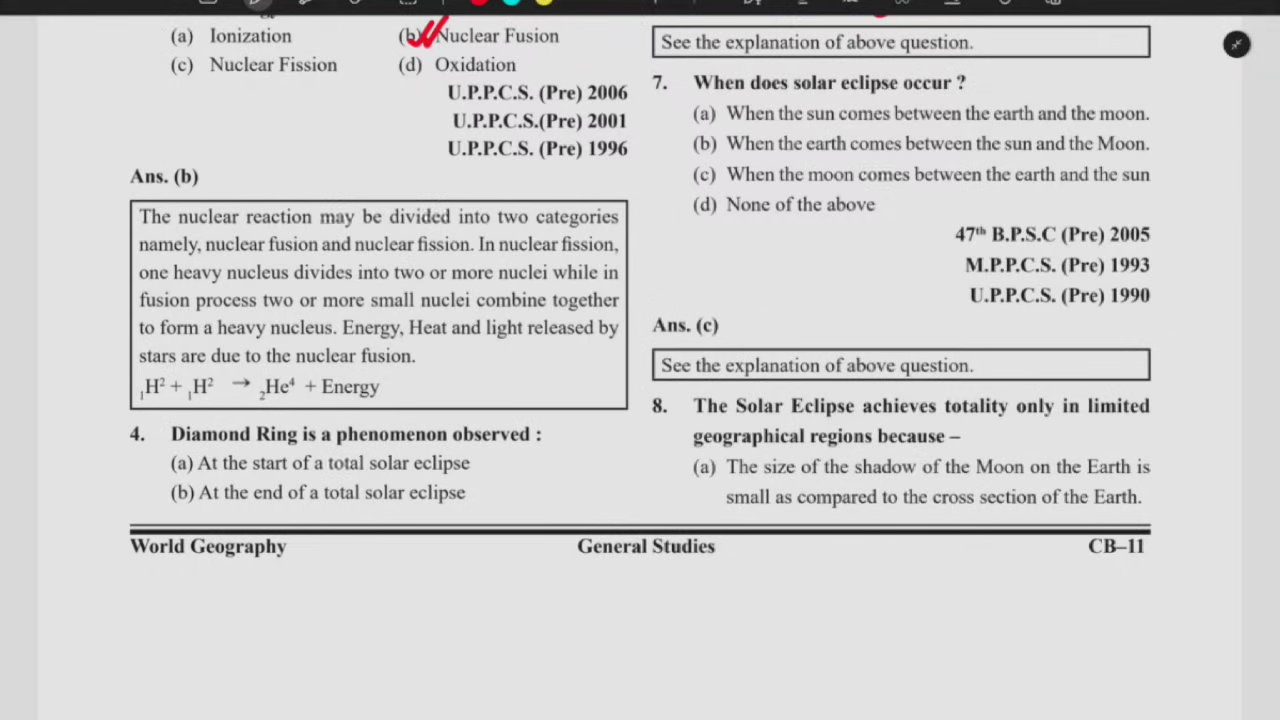 (a) Ionization (b) Nuclear Fusion
(c) Nuclear Fission (d) Oxidation
U.P.P.C.S. (Pre) 2006
U.P.P.C.S.(Pre) 2001
U.P.P.C.S. (Pre) 1996
Ans. (b)
The nuclear reaction may be divided into two categories
namely, nuclear fusion and nuclear fission. In nuclear fission,
one heavy nucleus divides into two or more nuclei while in
fusion process two or more small nuclei combine together
to form a heavy nucleus. Energy, Heat and light released by
stars are due to the nuclear fusion.
₁H² + ₁H² → ₂He⁴ + Energy
4. Diamond Ring is a phenomenon observed :
(a) At the start of a total solar eclipse
(b) At the end of a total solar eclipse
See the explanation of above question.
7. When does solar eclipse occur ?
(a) When the sun comes between the earth and the moon.
(b) When the earth comes between the sun and the Moon.
(c) When the moon comes between the earth and the sun
(d) None of the above
47th B.P.S.C (Pre) 2005
M.P.P.C.S. (Pre) 1993
U.P.P.C.S. (Pre) 1990
Ans. (c)
See the explanation of above question.
8. The Solar Eclipse achieves totality only in limited
geographical regions because –
(a) The size of the shadow of the Moon on the Earth is
small as compared to the cross section of the Earth.
World Geography General Studies CB–11